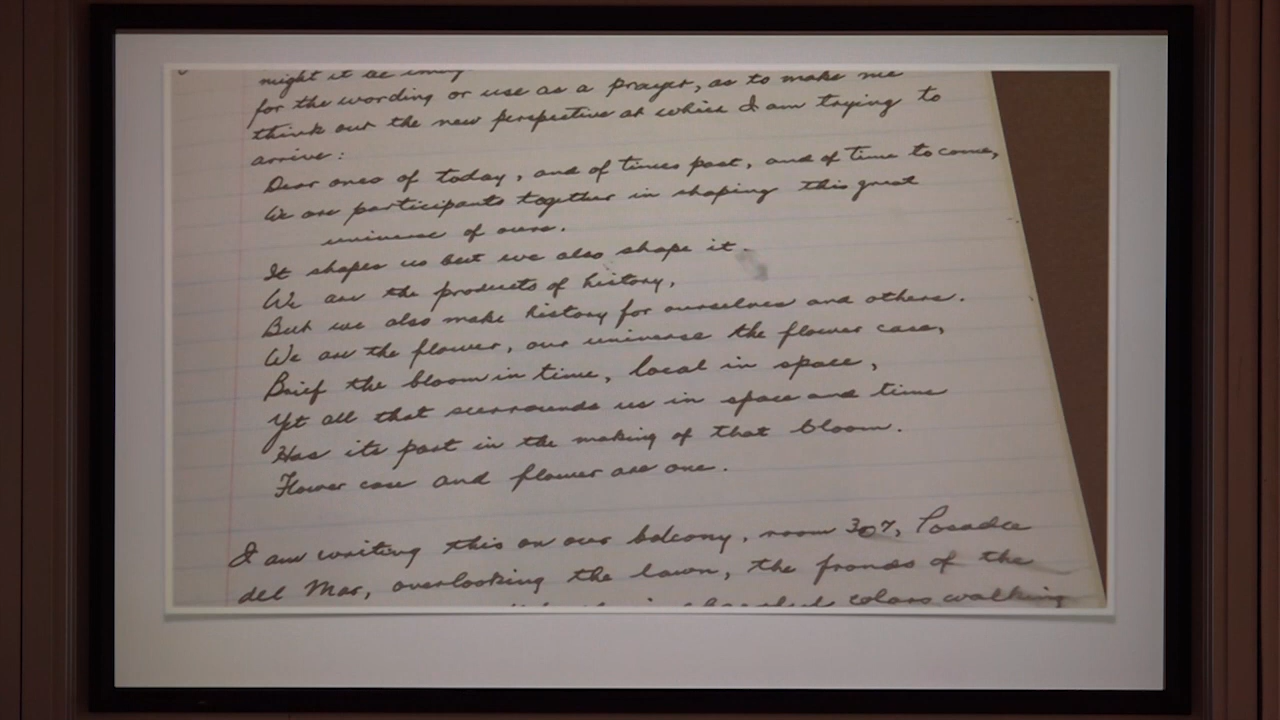 might it be
for the wording or use as a prayer, as to make me
think out the new perspective at which I am trying to
arrive:
Dear ones of today, and of times past, and of time to come,
We are participants together in shaping this great
universe of ours.
It shapes us but we also shape it.
We are the products of history,
But we also make history for ourselves and others.
We are the flower, our universe the flower case,
Brief the bloom in time, local in space,
Yet all that surrounds us in space and time
Has its part in the making of that bloom.
Flower case and flower are one.
I am writing this on our balcony, room 307, Posada
del Mar, overlooking the lawn, the fronds of the
colors walking